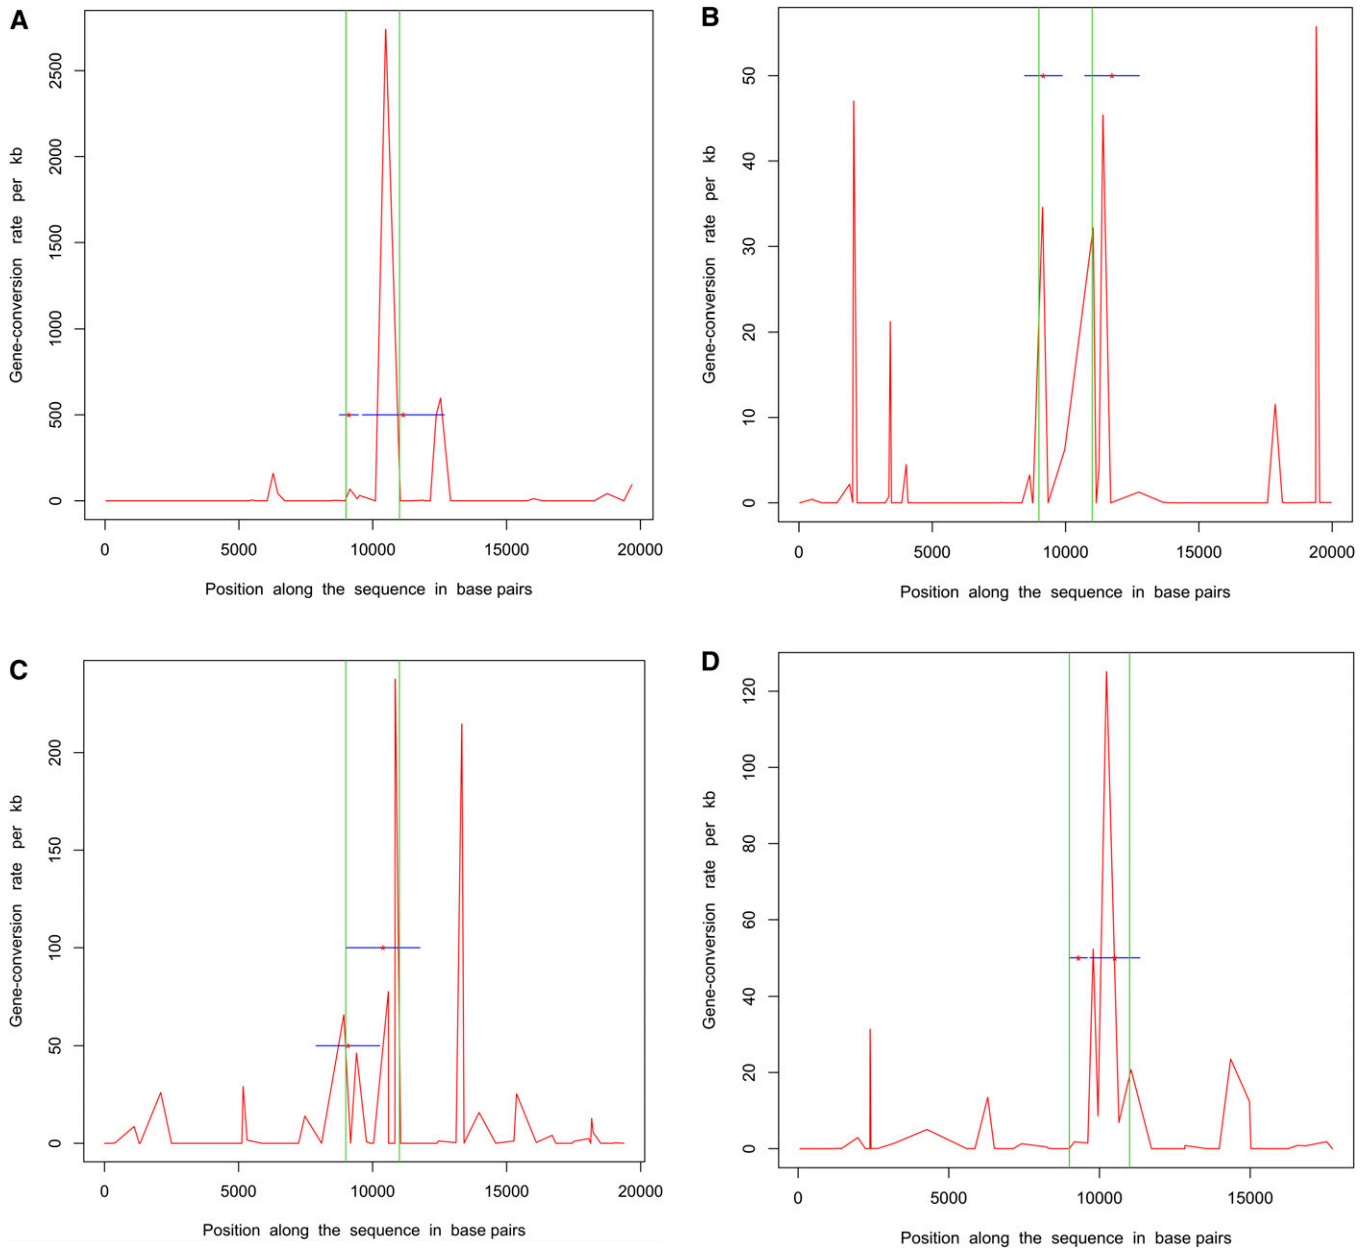 A
Gene-conversion rate per kb
2500
2000
1500
1000
500
0
0 5000 10000 15000 20000
Position along the sequence in base pairs
B
Gene-conversion rate per kb
50
40
30
20
10
0
0 5000 10000 15000 20000
Position along the sequence in base pairs
C
Gene-conversion rate per kb
200
150
100
50
0
0 5000 10000 15000 20000
Position along the sequence in base pairs
D
Gene-conversion rate per kb
120
100
80
60
40
20
0
0 5000 10000 15000
Position along the sequence in base pairs